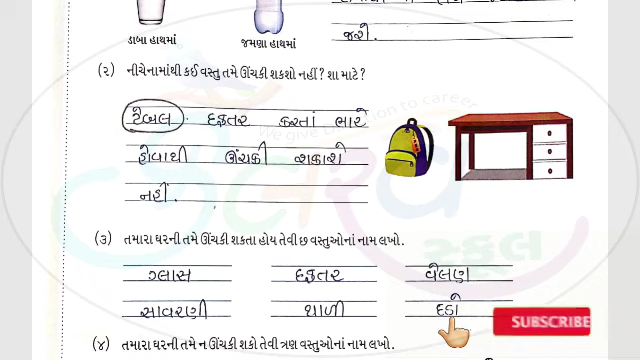 જશે.
ડાબા હાથમાં જમણા હાથમાં
(૨) નીચેનામાંથી કઈ વસ્તુ તમે ઊંચકી શકશો નહીં? શા માટે?
ટેબલ. દફતર કરતાં ભારે
હોવાથી ઊંચકી શકાશે
નહીં.
(૩) તમારા ઘરની તમે ઊંચકી શકતા હોય તેવી છ વસ્તુઓનાં નામ લખો.
ગ્લાસ દફતર વેલણ
સાવરણી થાળી દડો
SUBSCRIBE
(૪) તમારા ઘરની તમે ન ઊંચકી શકો તેવી ત્રણ વસ્તુઓનાં નામ લખો.